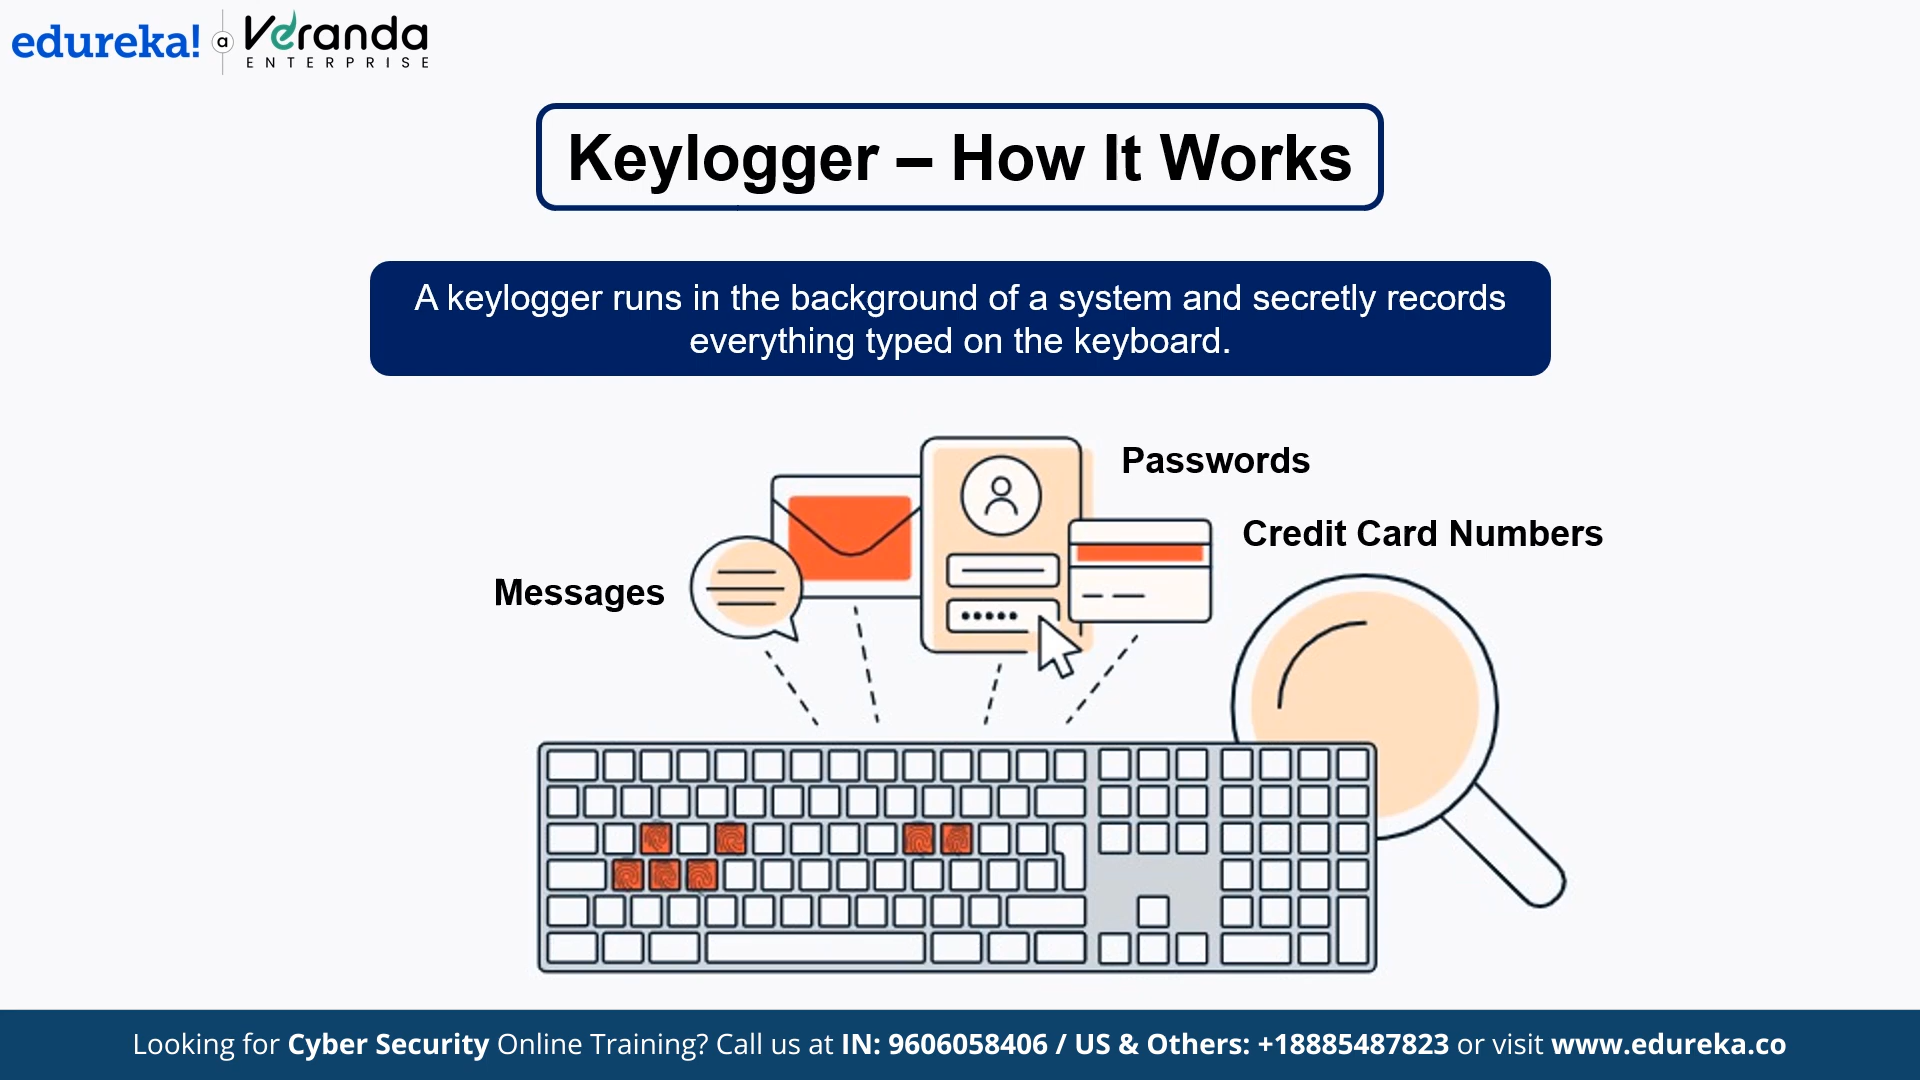 edureka! a Veranda
ENTERPRISE
Keylogger – How It Works
A keylogger runs in the background of a system and secretly records
everything typed on the keyboard.
Passwords
Credit Card Numbers
Messages
Looking for Cyber Security Online Training? Call us at IN: 9606058406 / US & Others: +18885487823 or visit www.edureka.co